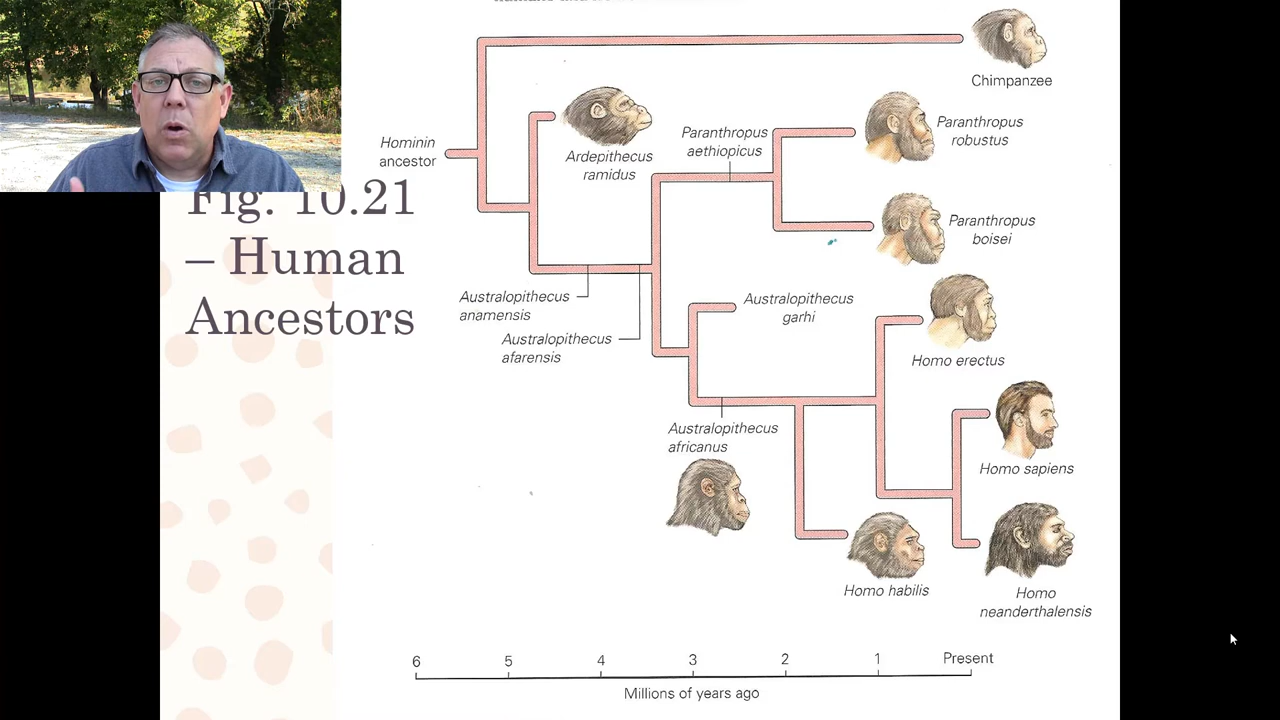 Chimpanzee
Hominin
ancestor
Ardepithecus
ramidus
Paranthropus
aethiopicus
Paranthropus
robustus
Paranthropus
boisei
Fig. 10.21
– Human
Ancestors
Australopithecus
anamensis
Australopithecus
afarensis
Australopithecus
garhi
Homo erectus
Australopithecus
africanus
Homo sapiens
Homo habilis
Homo
neanderthalensis
6 5 4 3 2 1 Present
Millions of years ago